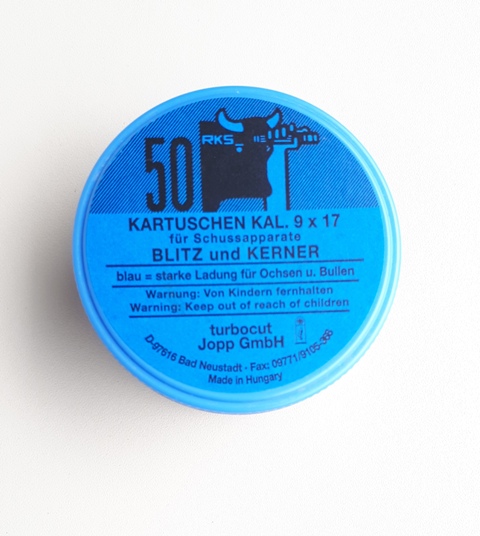 50
RKS
KARTUSCHEN KAL. 9 x 17
für Schussapparate
BLITZ und KERNER
blau = starke Ladung für Ochsen u. Bullen
Warnung: Von Kindern fernhalten
Warning: Keep out of reach of children
turbocut
Jopp GmbH
D-97616 Bad Neustadt - Fax: 09771/9105-366
Made in Hungary